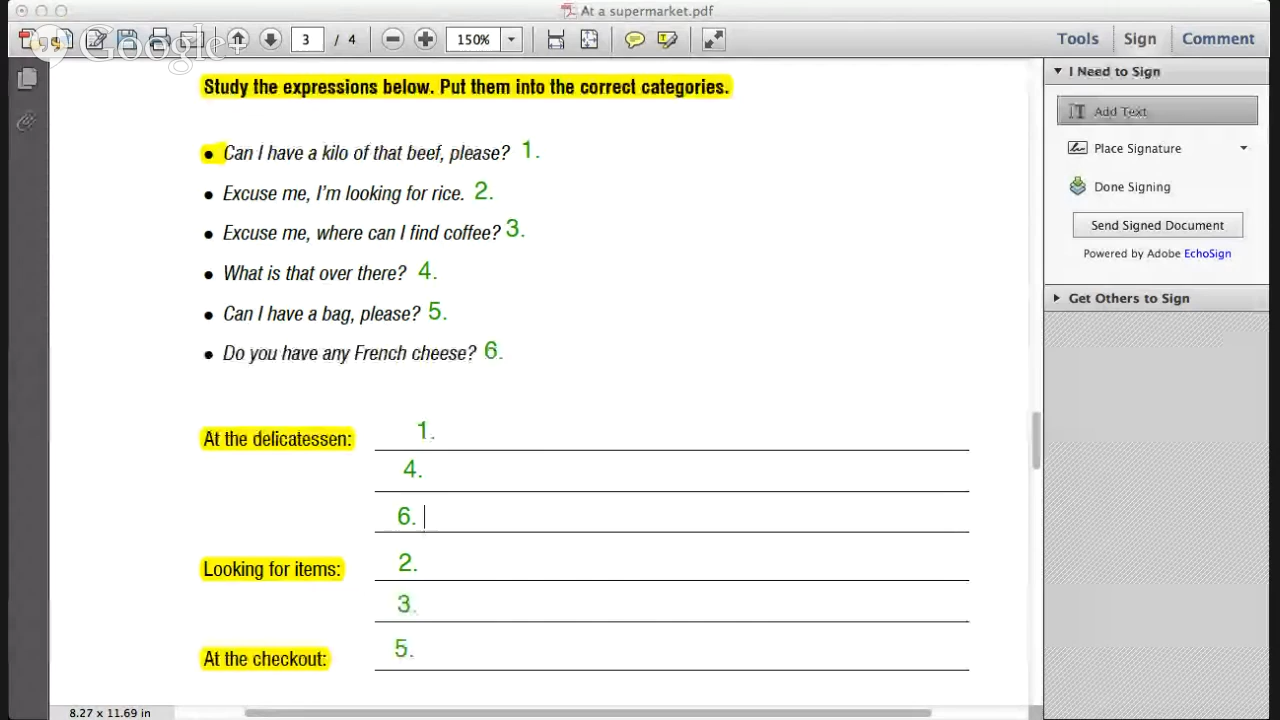 At a supermarket.pdf
Google+
3 / 4
150%
Tools Sign Comment
I Need to Sign
Add Text
Place Signature
Done Signing
Send Signed Document
Powered by Adobe EchoSign
Get Others to Sign
Study the expressions below. Put them into the correct categories.
• Can I have a kilo of that beef, please? 1.
• Excuse me, I'm looking for rice. 2.
• Excuse me, where can I find coffee? 3.
• What is that over there? 4.
• Can I have a bag, please? 5.
• Do you have any French cheese? 6.
At the delicatessen: 1.
4.
6.
Looking for items: 2.
3.
At the checkout: 5.
8.27 x 11.69 in